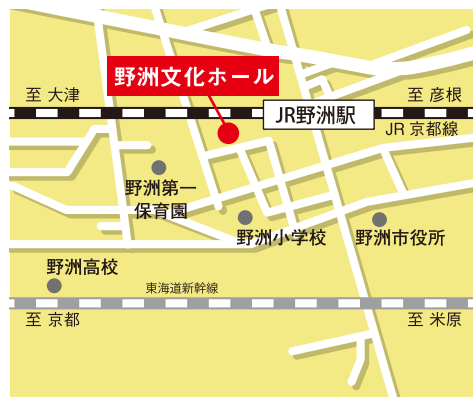 野洲文化ホール
至 大津
至 彦根
JR野洲駅
JR 京都線
野洲第一
保育園
野洲小学校
野洲市役所
野洲高校
東海道新幹線
至 京都
至 米原